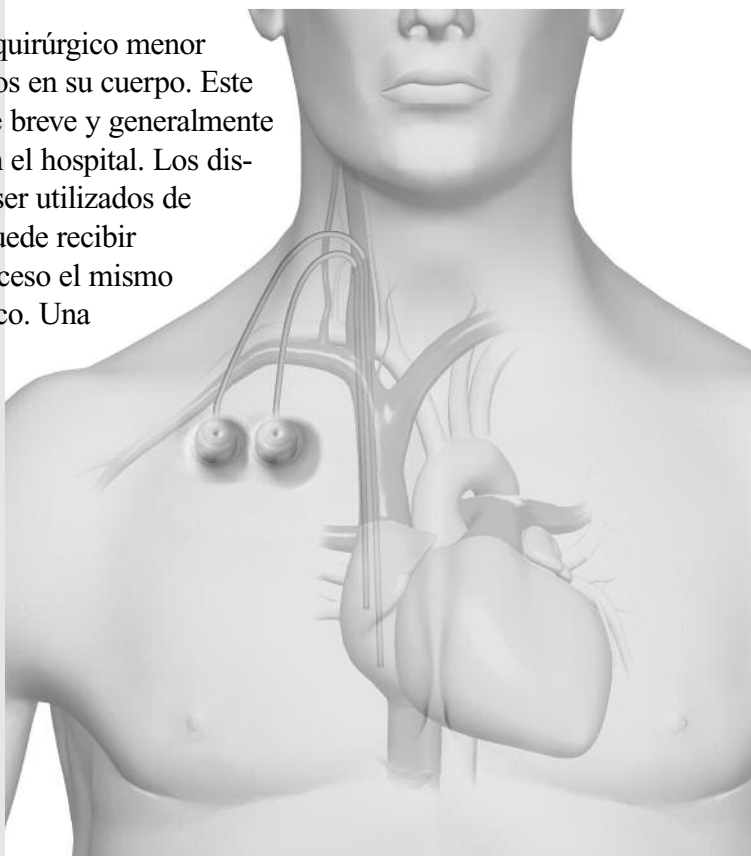 quirúrgico menor
os en su cuerpo. Este
e breve y generalmente
n el hospital. Los dis-
ser utilizados de
uede recibir
ceso el mismo
co. Una